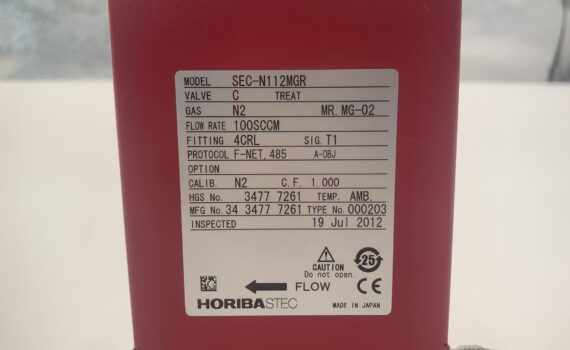 MODEL SEC-N112MGR
VALVE C TREAT
GAS N2 MR. MG-02
FLOW RATE 100SCCM
FITTING 4CRL SIG. T1
PROTOCOL F-NET, 485 A-OBJ
OPTION
CALIB. N2 C.F. 1.000
HGS No. 3477 7261 TEMP. AMB.
MFG No. 34 3477 7261 TYPE No. 000203
INSPECTED 19 Jul 2012
CAUTION
Do not open.
25
FLOW
CE
HORIBASTEC
MADE IN JAPAN